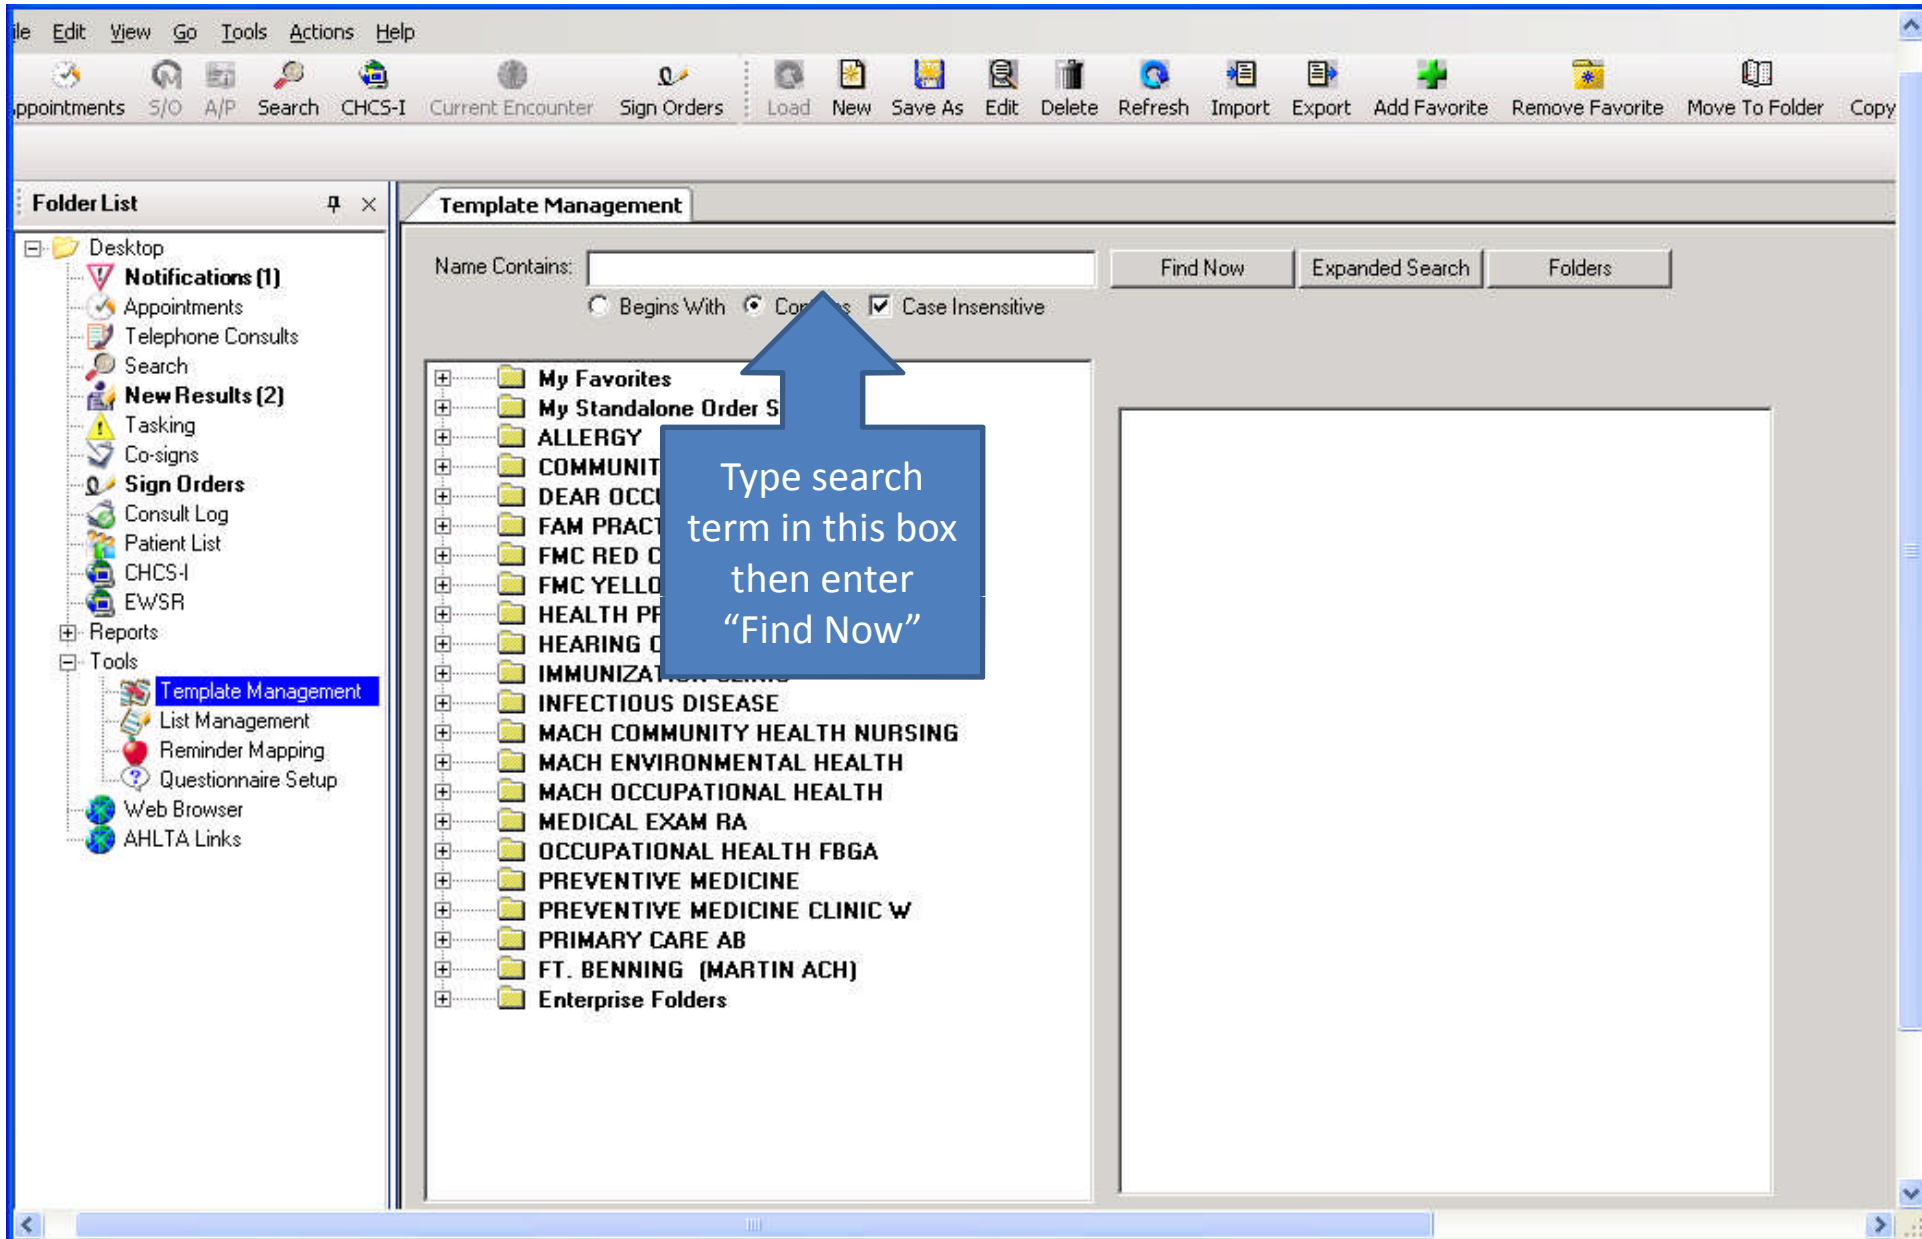 ile Edit View Go Tools Actions Help
ppointments S/O A/P Search CHCS-I Current Encounter Sign Orders Load New Save As Edit Delete Refresh Import Export Add Favorite Remove Favorite Move To Folder Copy
Folder List
Desktop
Notifications (1)
Appointments
Telephone Consults
Search
New Results (2)
Tasking
Co-signs
Sign Orders
Consult Log
Patient List
CHCS-I
EWSR
Reports
Tools
Template Management
List Management
Reminder Mapping
Questionnaire Setup
Web Browser
AHLTA Links
Template Management
Name Contains: Find Now Expanded Search Folders
Begins With Case Insensitive
My Favorites
My Standalone Order S
ALLERGY
COMMUNIT
DEAR OCCU
FAM PRACT
FMC RED C
FMC YELLO
HEALTH PR
HEARING C
IMMUNIZATION CLINIC
INFECTIOUS DISEASE
MACH COMMUNITY HEALTH NURSING
MACH ENVIRONMENTAL HEALTH
MACH OCCUPATIONAL HEALTH
MEDICAL EXAM RA
OCCUPATIONAL HEALTH FBGA
PREVENTIVE MEDICINE
PREVENTIVE MEDICINE CLINIC W
PRIMARY CARE AB
FT. BENNING (MARTIN ACH)
Enterprise Folders
Type search
term in this box
then enter
“Find Now”